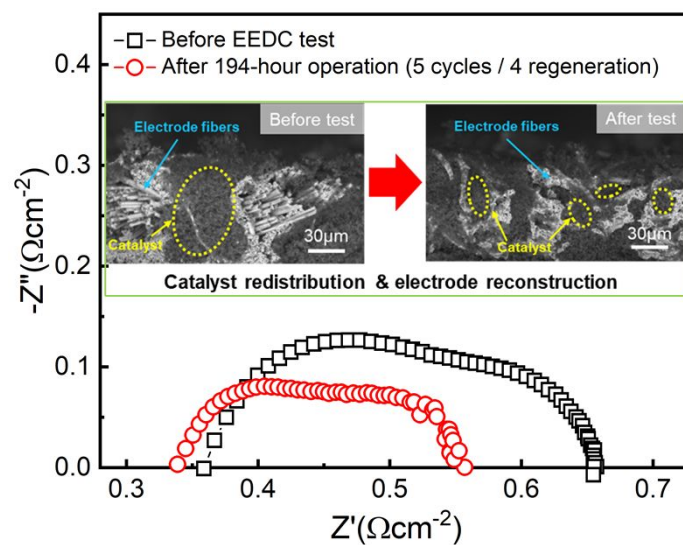 Before EEDC test
After 194-hour operation (5 cycles / 4 regeneration)
Electrode fibers
Before test
Catalyst
30μm
Electrode fibers
After test
Catalyst
30μm
Catalyst redistribution & electrode reconstruction
-Z"(Ωcm⁻²)
0.4
0.3
0.2
0.1
0.0
0.3 0.4 0.5 0.6 0.7
Z'(Ωcm⁻²)